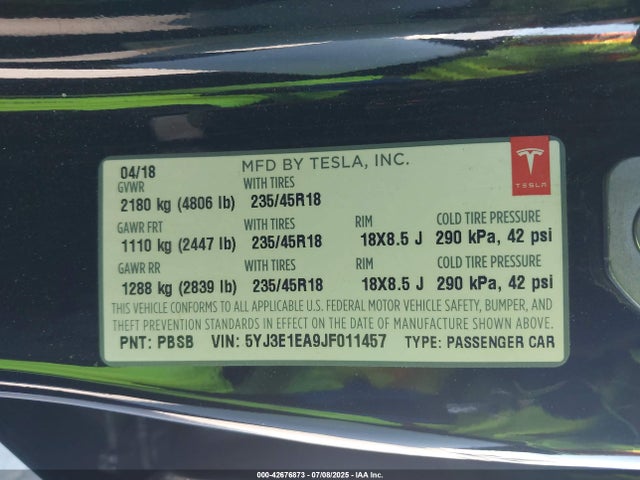 04/18 MFD BY TESLA, INC.
TESLA
GVWR WITH TIRES
2180 kg (4806 lb) 235/45R18
GAWR FRT WITH TIRES RIM COLD TIRE PRESSURE
1110 kg (2447 lb) 235/45R18 18X8.5 J 290 kPa, 42 psi
GAWR RR WITH TIRES RIM COLD TIRE PRESSURE
1288 kg (2839 lb) 235/45R18 18X8.5 J 290 kPa, 42 psi
THIS VEHICLE CONFORMS TO ALL APPLICABLE U.S. FEDERAL MOTOR VEHICLE SAFETY, BUMPER, AND
THEFT PREVENTION STANDARDS IN EFFECT ON THE DATE OF MANUFACTURE SHOWN ABOVE.
PNT: PBSB VIN: 5YJ3E1EA9JF011457 TYPE: PASSENGER CAR
000-42676873 - 07/08/2025 - IAA Inc.